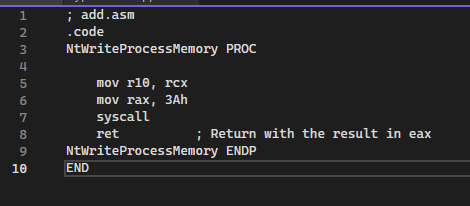 1 ; add.asm
2 .code
3 NtWriteProcessMemory PROC
4
5 mov r10, rcx
6 mov rax, 3Ah
7 syscall
8 ret ; Return with the result in eax
9 NtWriteProcessMemory ENDP
10 END